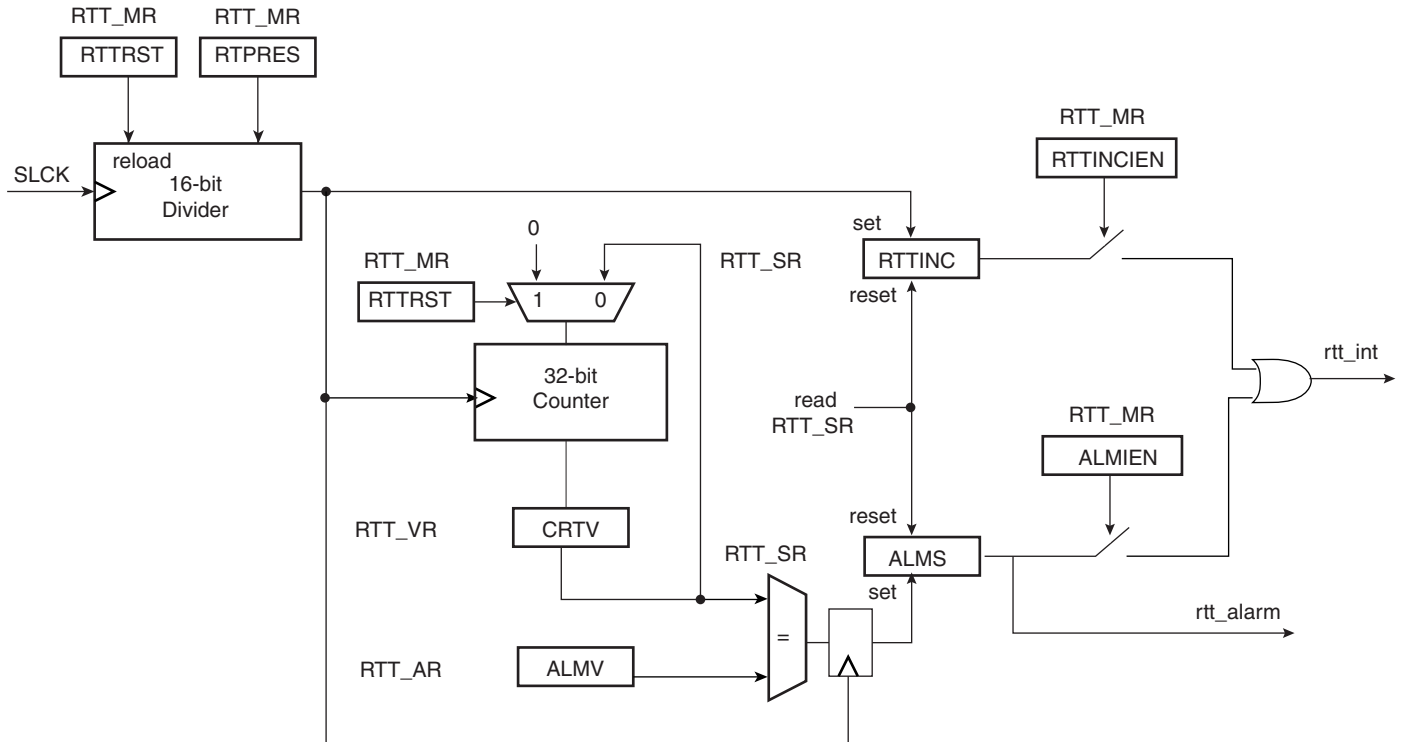 RTT_MR
RTT_MR
RTTRST
RTPRES
reload
16-bit
Divider
SLCK
RTT_MR
RTTINCIEN
set
RTTINC
reset
0
RTT_MR
RTT_SR
RTTRST
1
0
32-bit
Counter
read
RTT_SR
rtt_int
RTT_MR
ALMIEN
reset
ALMS
set
RTT_VR
CRTV
RTT_SR
=
rtt_alarm
RTT_AR
ALMV